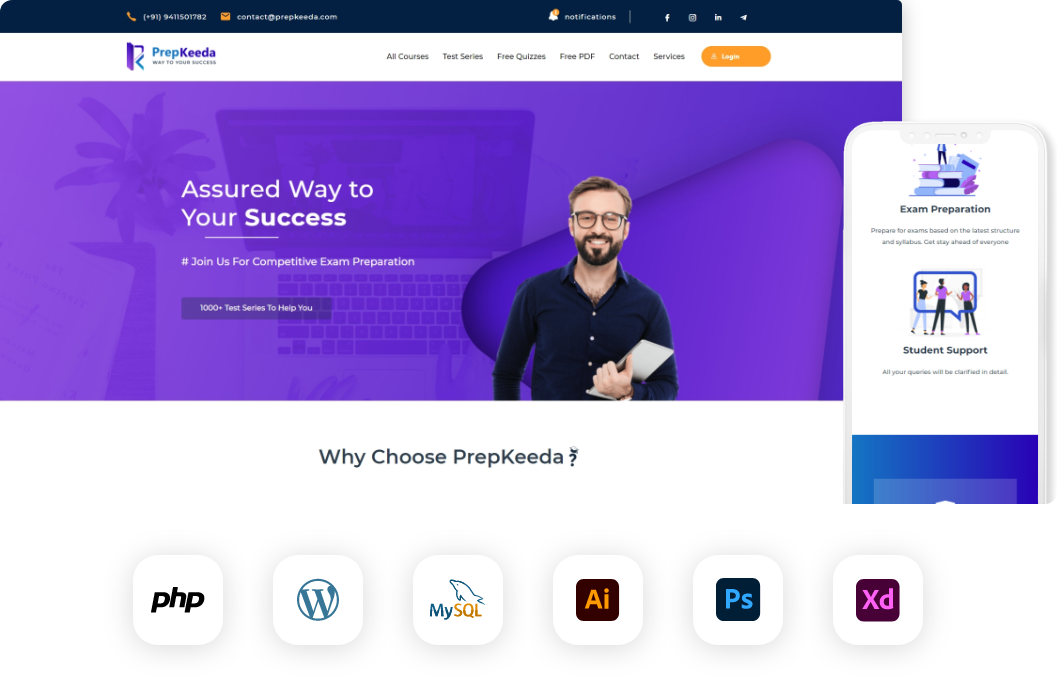 (+91) 9411501782 contact@prepkeeda.com notifications
PrepKeeda
WAY TO YOUR SUCCESS
All Courses Test Series Free Quizzes Free PDF Contact Services Login
Assured Way to
Your Success
# Join Us For Competitive Exam Preparation
1000+ Test Series To Help You
Exam Preparation
Prepare for exams based on the latest structure
and syllabus. Get stay ahead of everyone
Student Support
All your queries will be clarified in detail.
Why Choose PrepKeeda ?
php
MySQL
Ai
Ps
Xd